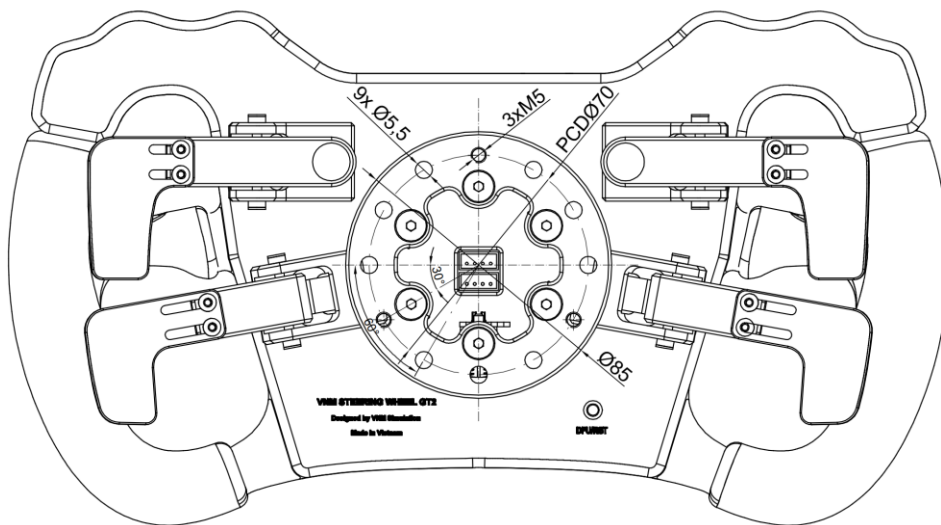 9x Ø5,5
3xM5
PCDØ70
30°
60°
Ø85
VNM STEERING WHEEL GT2
Designed by VNM Simulation
Made in Vietnam
DFU/RST